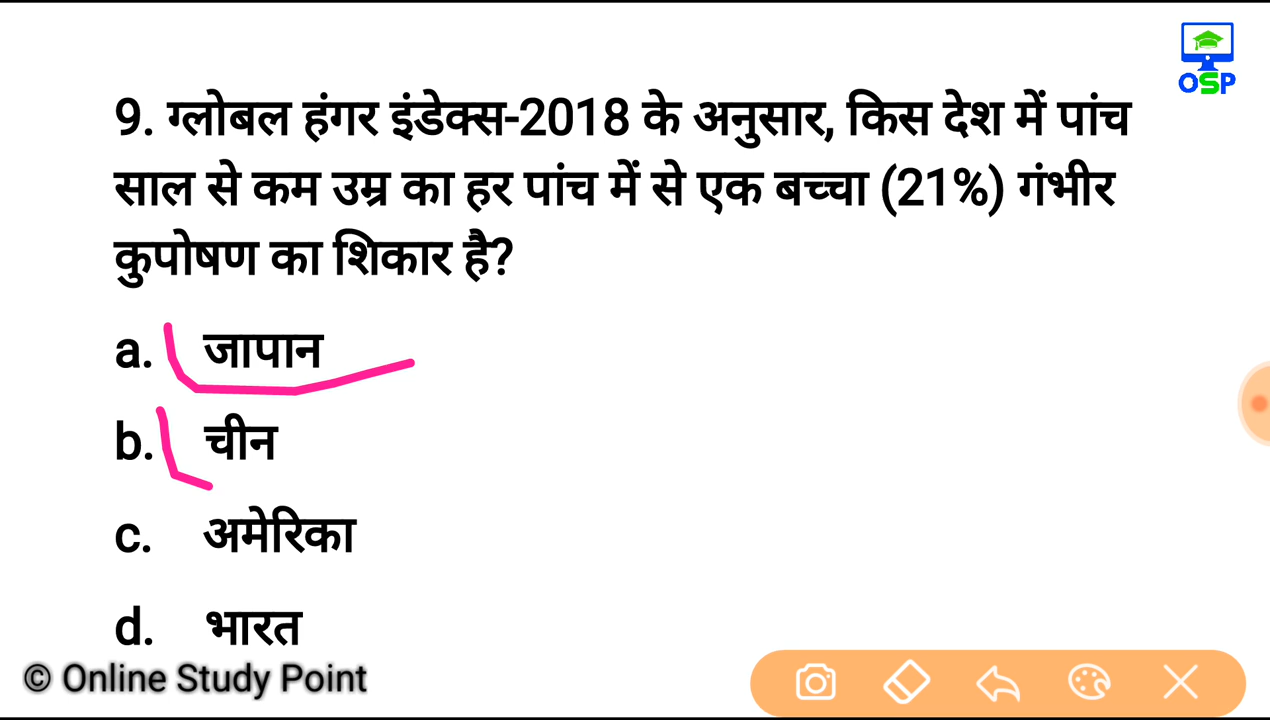 OSP
9. ग्लोबल हंगर इंडेक्स-2018 के अनुसार, किस देश में पांच
साल से कम उम्र का हर पांच में से एक बच्चा (21%) गंभीर
कुपोषण का शिकार है?
a. जापान
b. चीन
c. अमेरिका
d. भारत
© Online Study Point